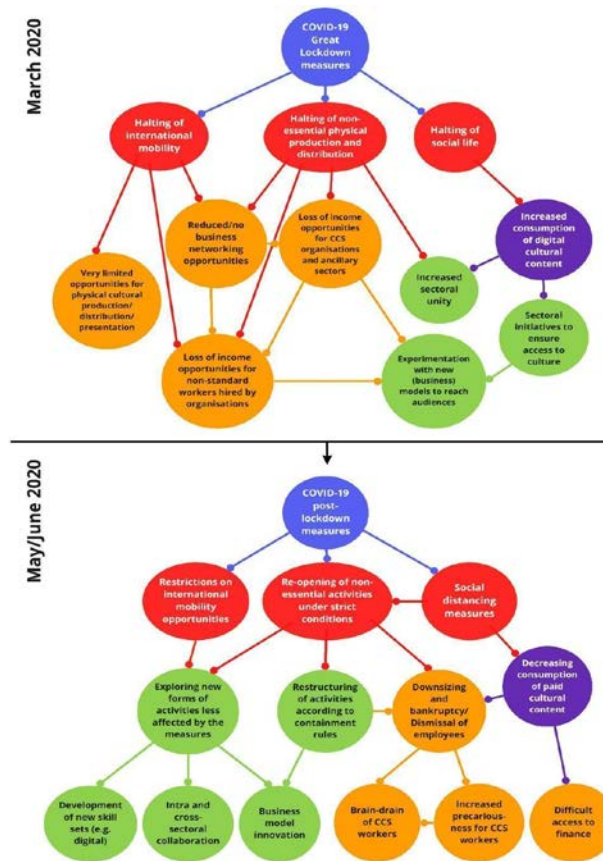 March 2020
COVID-19
Great
Lockdown
measures
Halting of
international
mobility
Halting of non-
essential physical
production and
distribution
Halting of
social life
Reduced/no
business
networking
opportunities
Loss of income
opportunities
for CCS
organisations
and ancillary
sectors
Increased
consumption
of digital
cultural
content
Very limited
opportunities for
physical cultural
production/
distribution/
presentation
Increased
sectoral
unity
Sectoral
initiatives to
ensure
access to
culture
Loss of income
opportunities for
non-standard
workers hired by
organisations
Experimentation
with new
(business)
models to reach
audiences
May/June 2020
COVID-19
post-
lockdown
measures
Restrictions on
international
mobility
opportunities
Re-opening of non-
essential activities
under strict
conditions
Social
distancing
measures
Exploring new
forms of
activities less
affected by the
measures
Restructuring
of activities
according to
containment
rules
Downsizing
and
bankruptcy/
Dismissal of
employees
Decreasing
consumption
of paid
cultural
content
Development
of new skill
sets (e.g.
digital)
Intra and
cross-
sectoral
collaboration
Business
model
innovation
Brain-drain
of CCS
workers
Increased
precarious-
ness for CCS
workers
Difficult
access to
finance